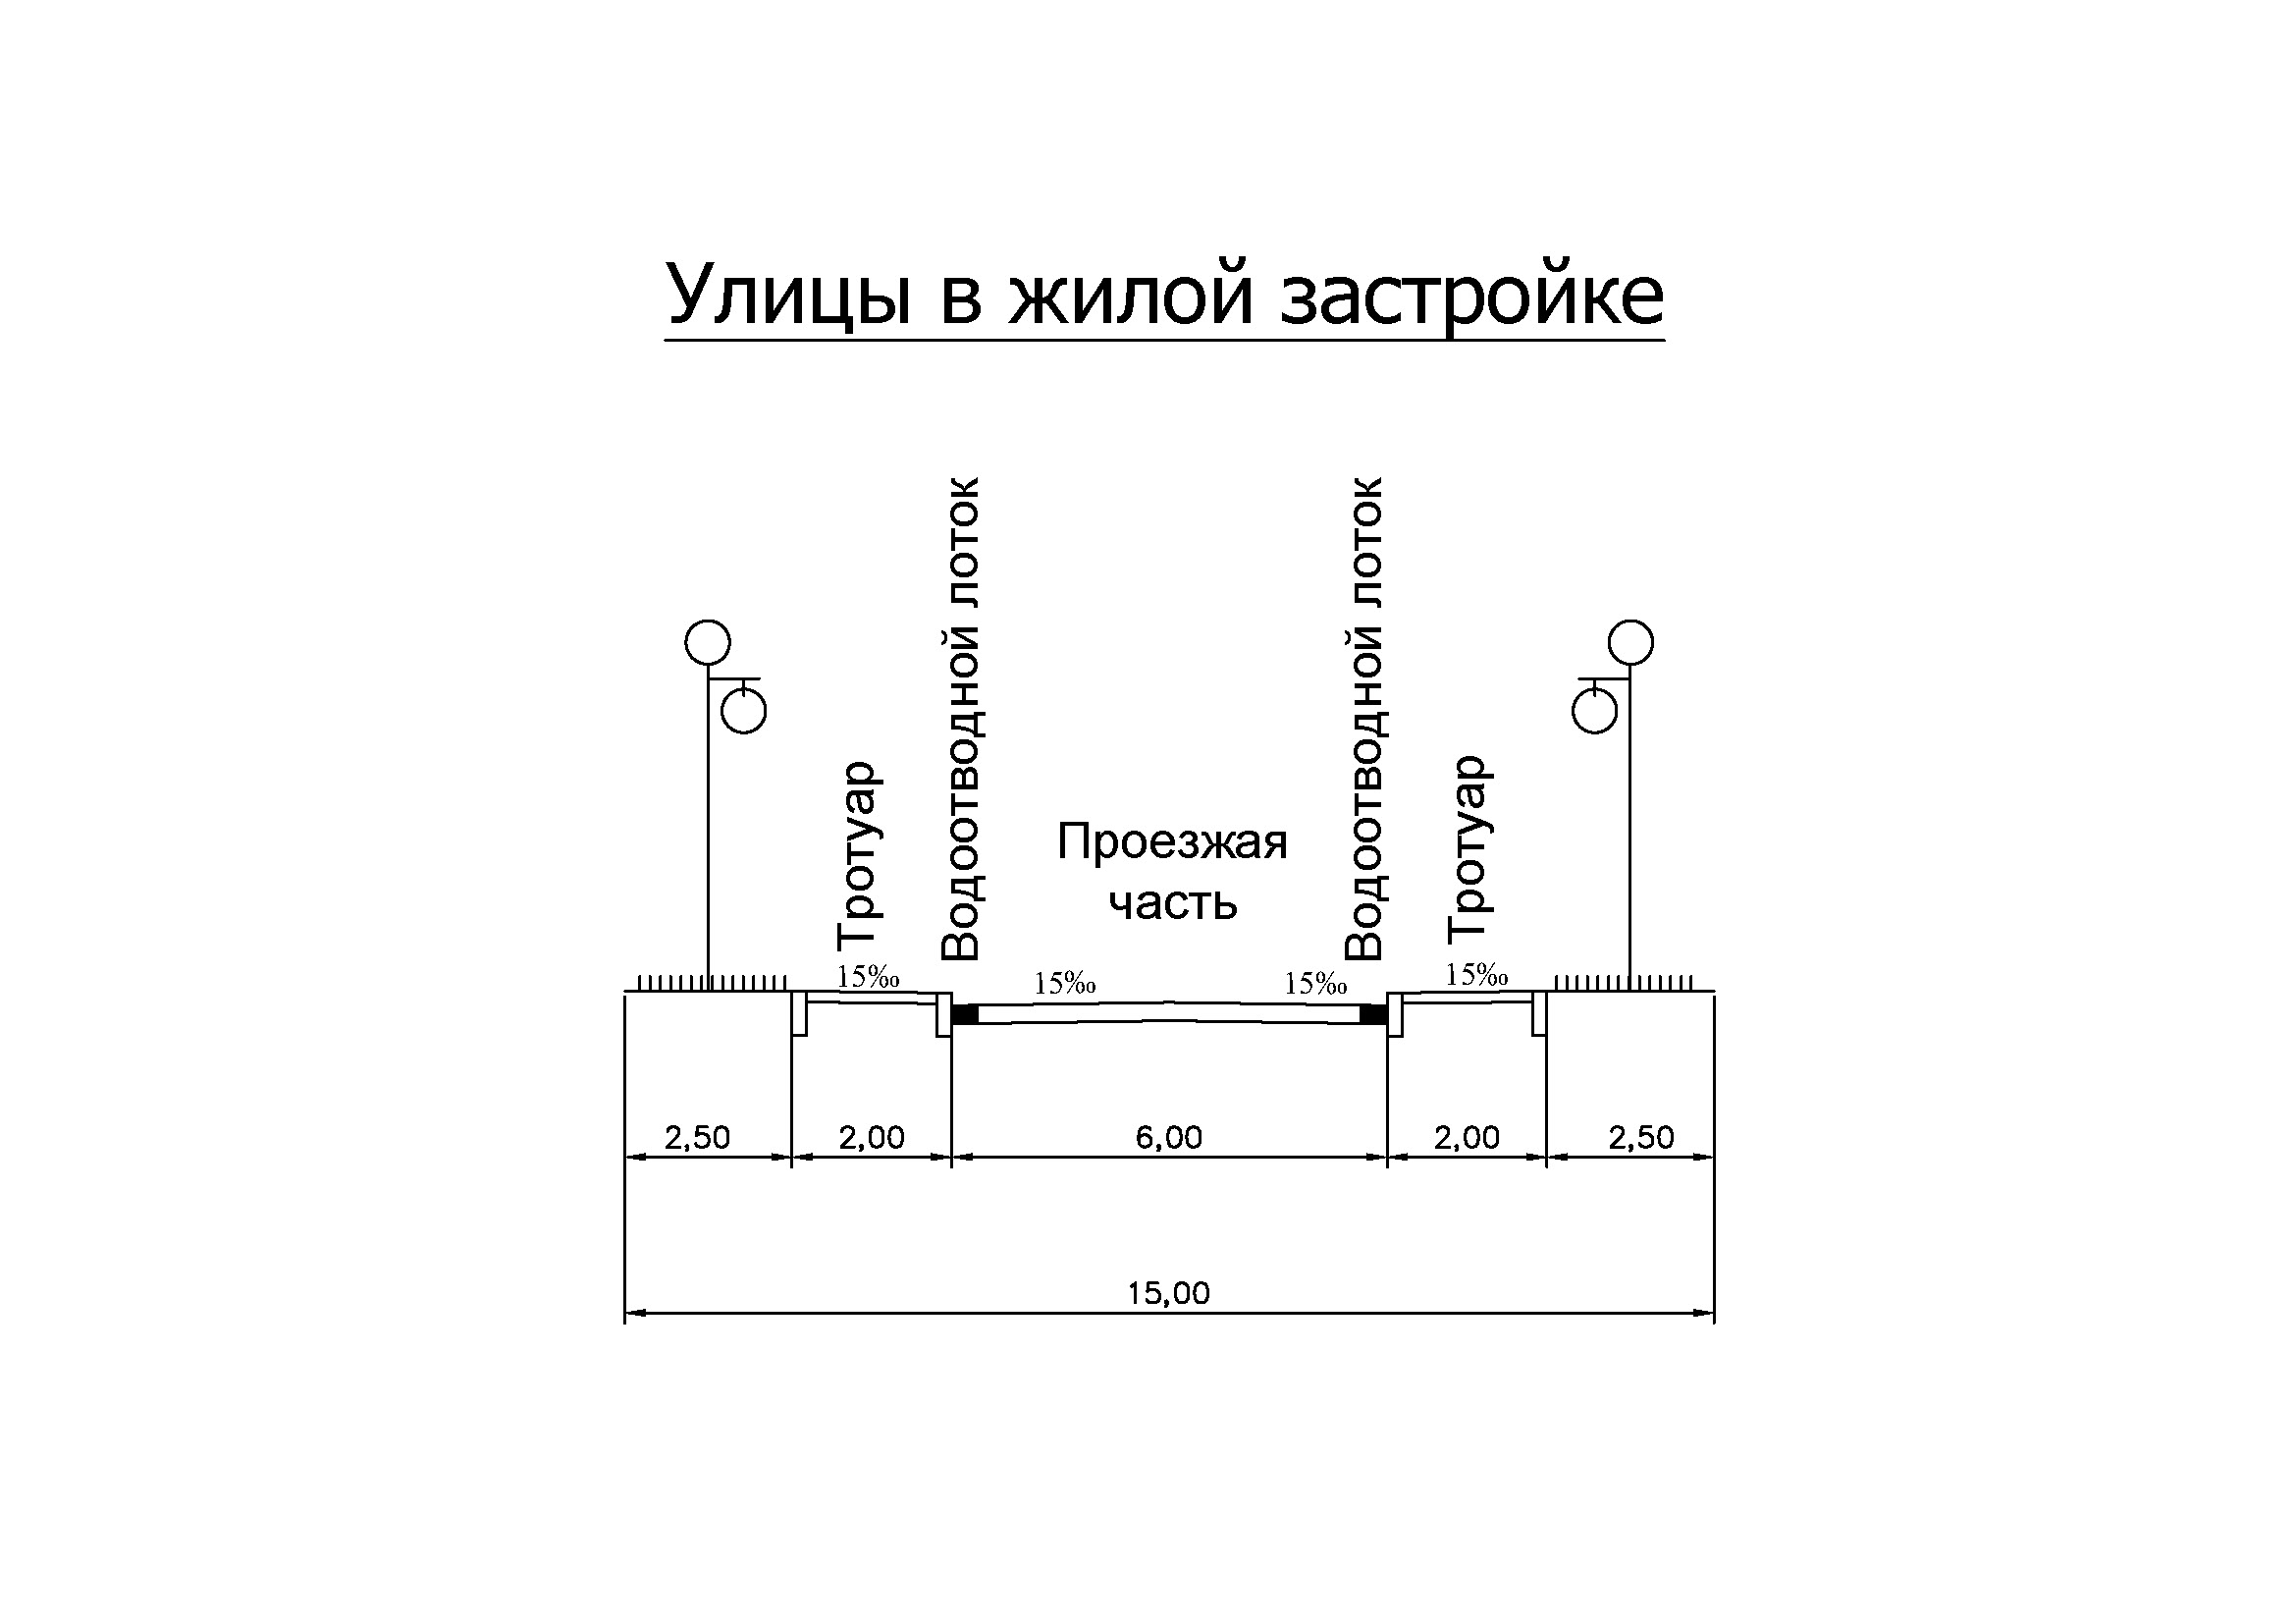 Улицы в жилой застройке
Водоотводной лоток
Водоотводной лоток
Тротуар
Тротуар
Проезжая
часть
15‰
15‰
15‰
15‰
2,50
2,00
6,00
2,00
2,50
15,00